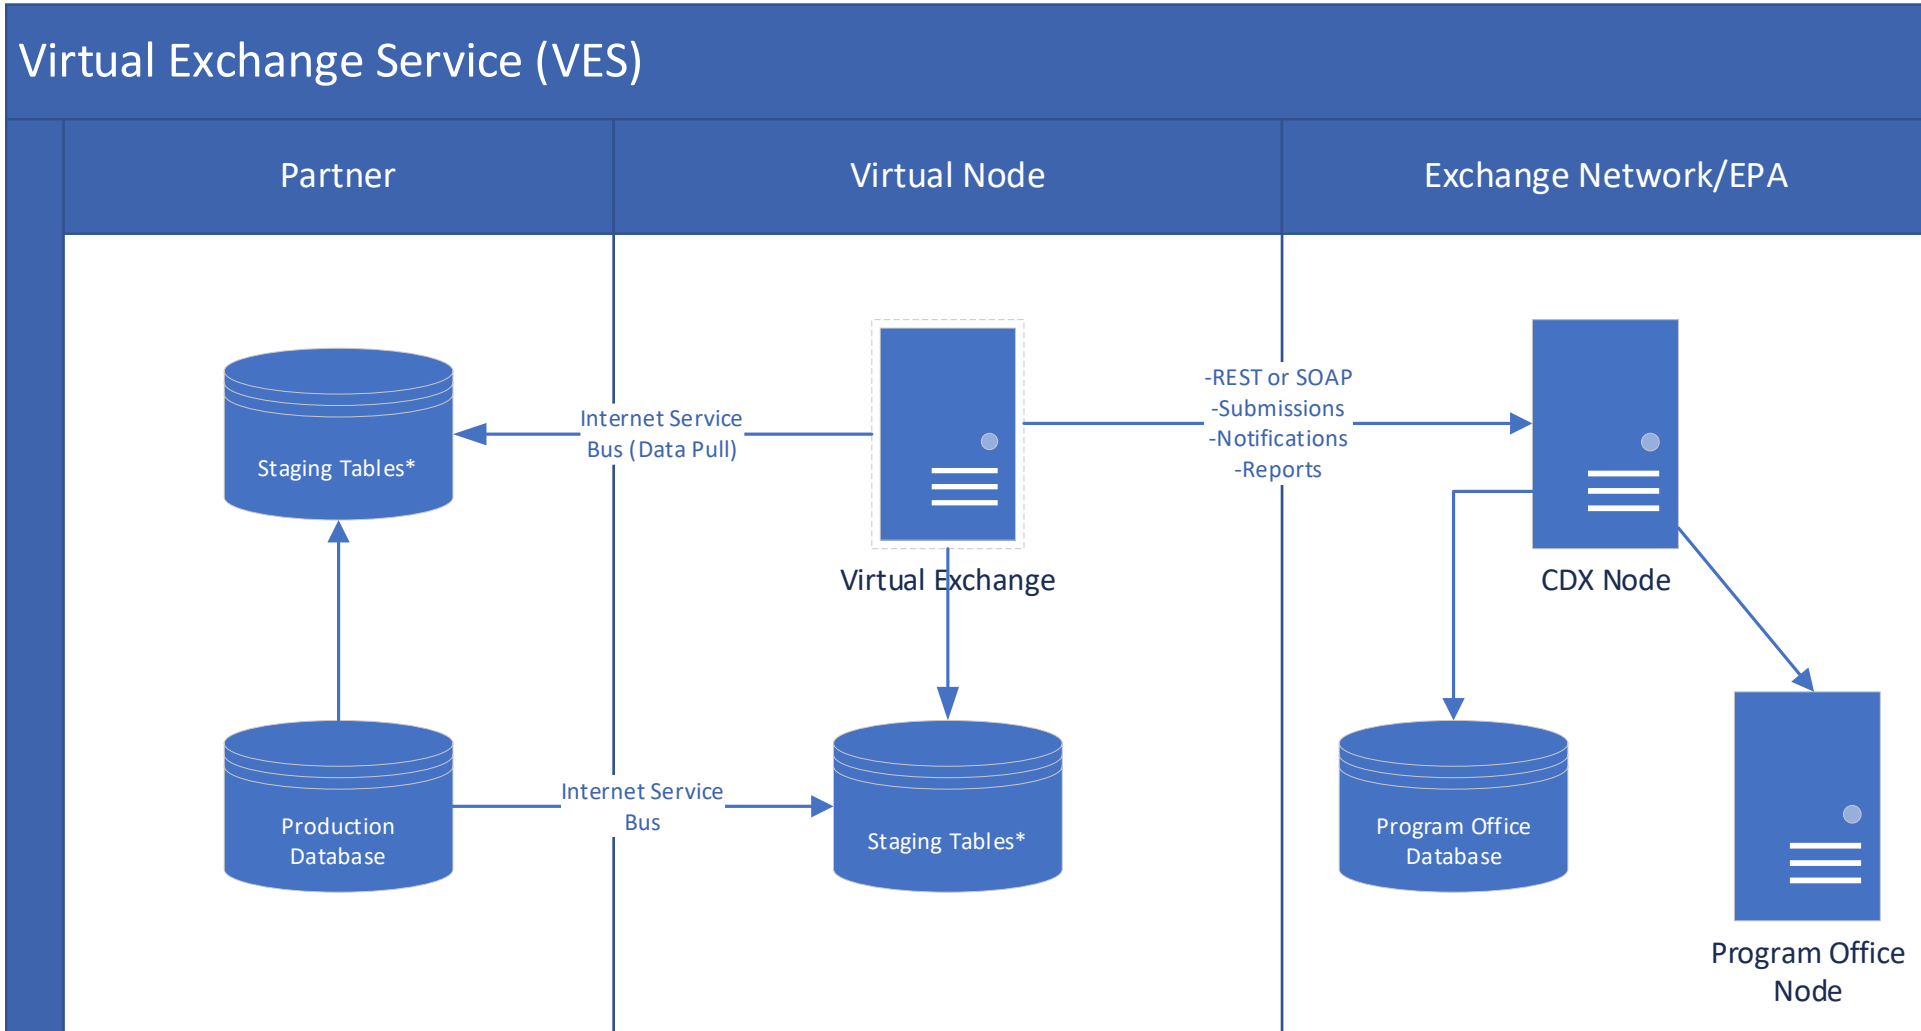 Virtual Exchange Service (VES)
Partner
Virtual Node
Exchange Network/EPA
Staging Tables*
Internet Service
Bus (Data Pull)
Virtual Exchange
-REST or SOAP
-Submissions
-Notifications
-Reports
CDX Node
Production
Database
Internet Service
Bus
Staging Tables*
Program Office
Database
Program Office
Node